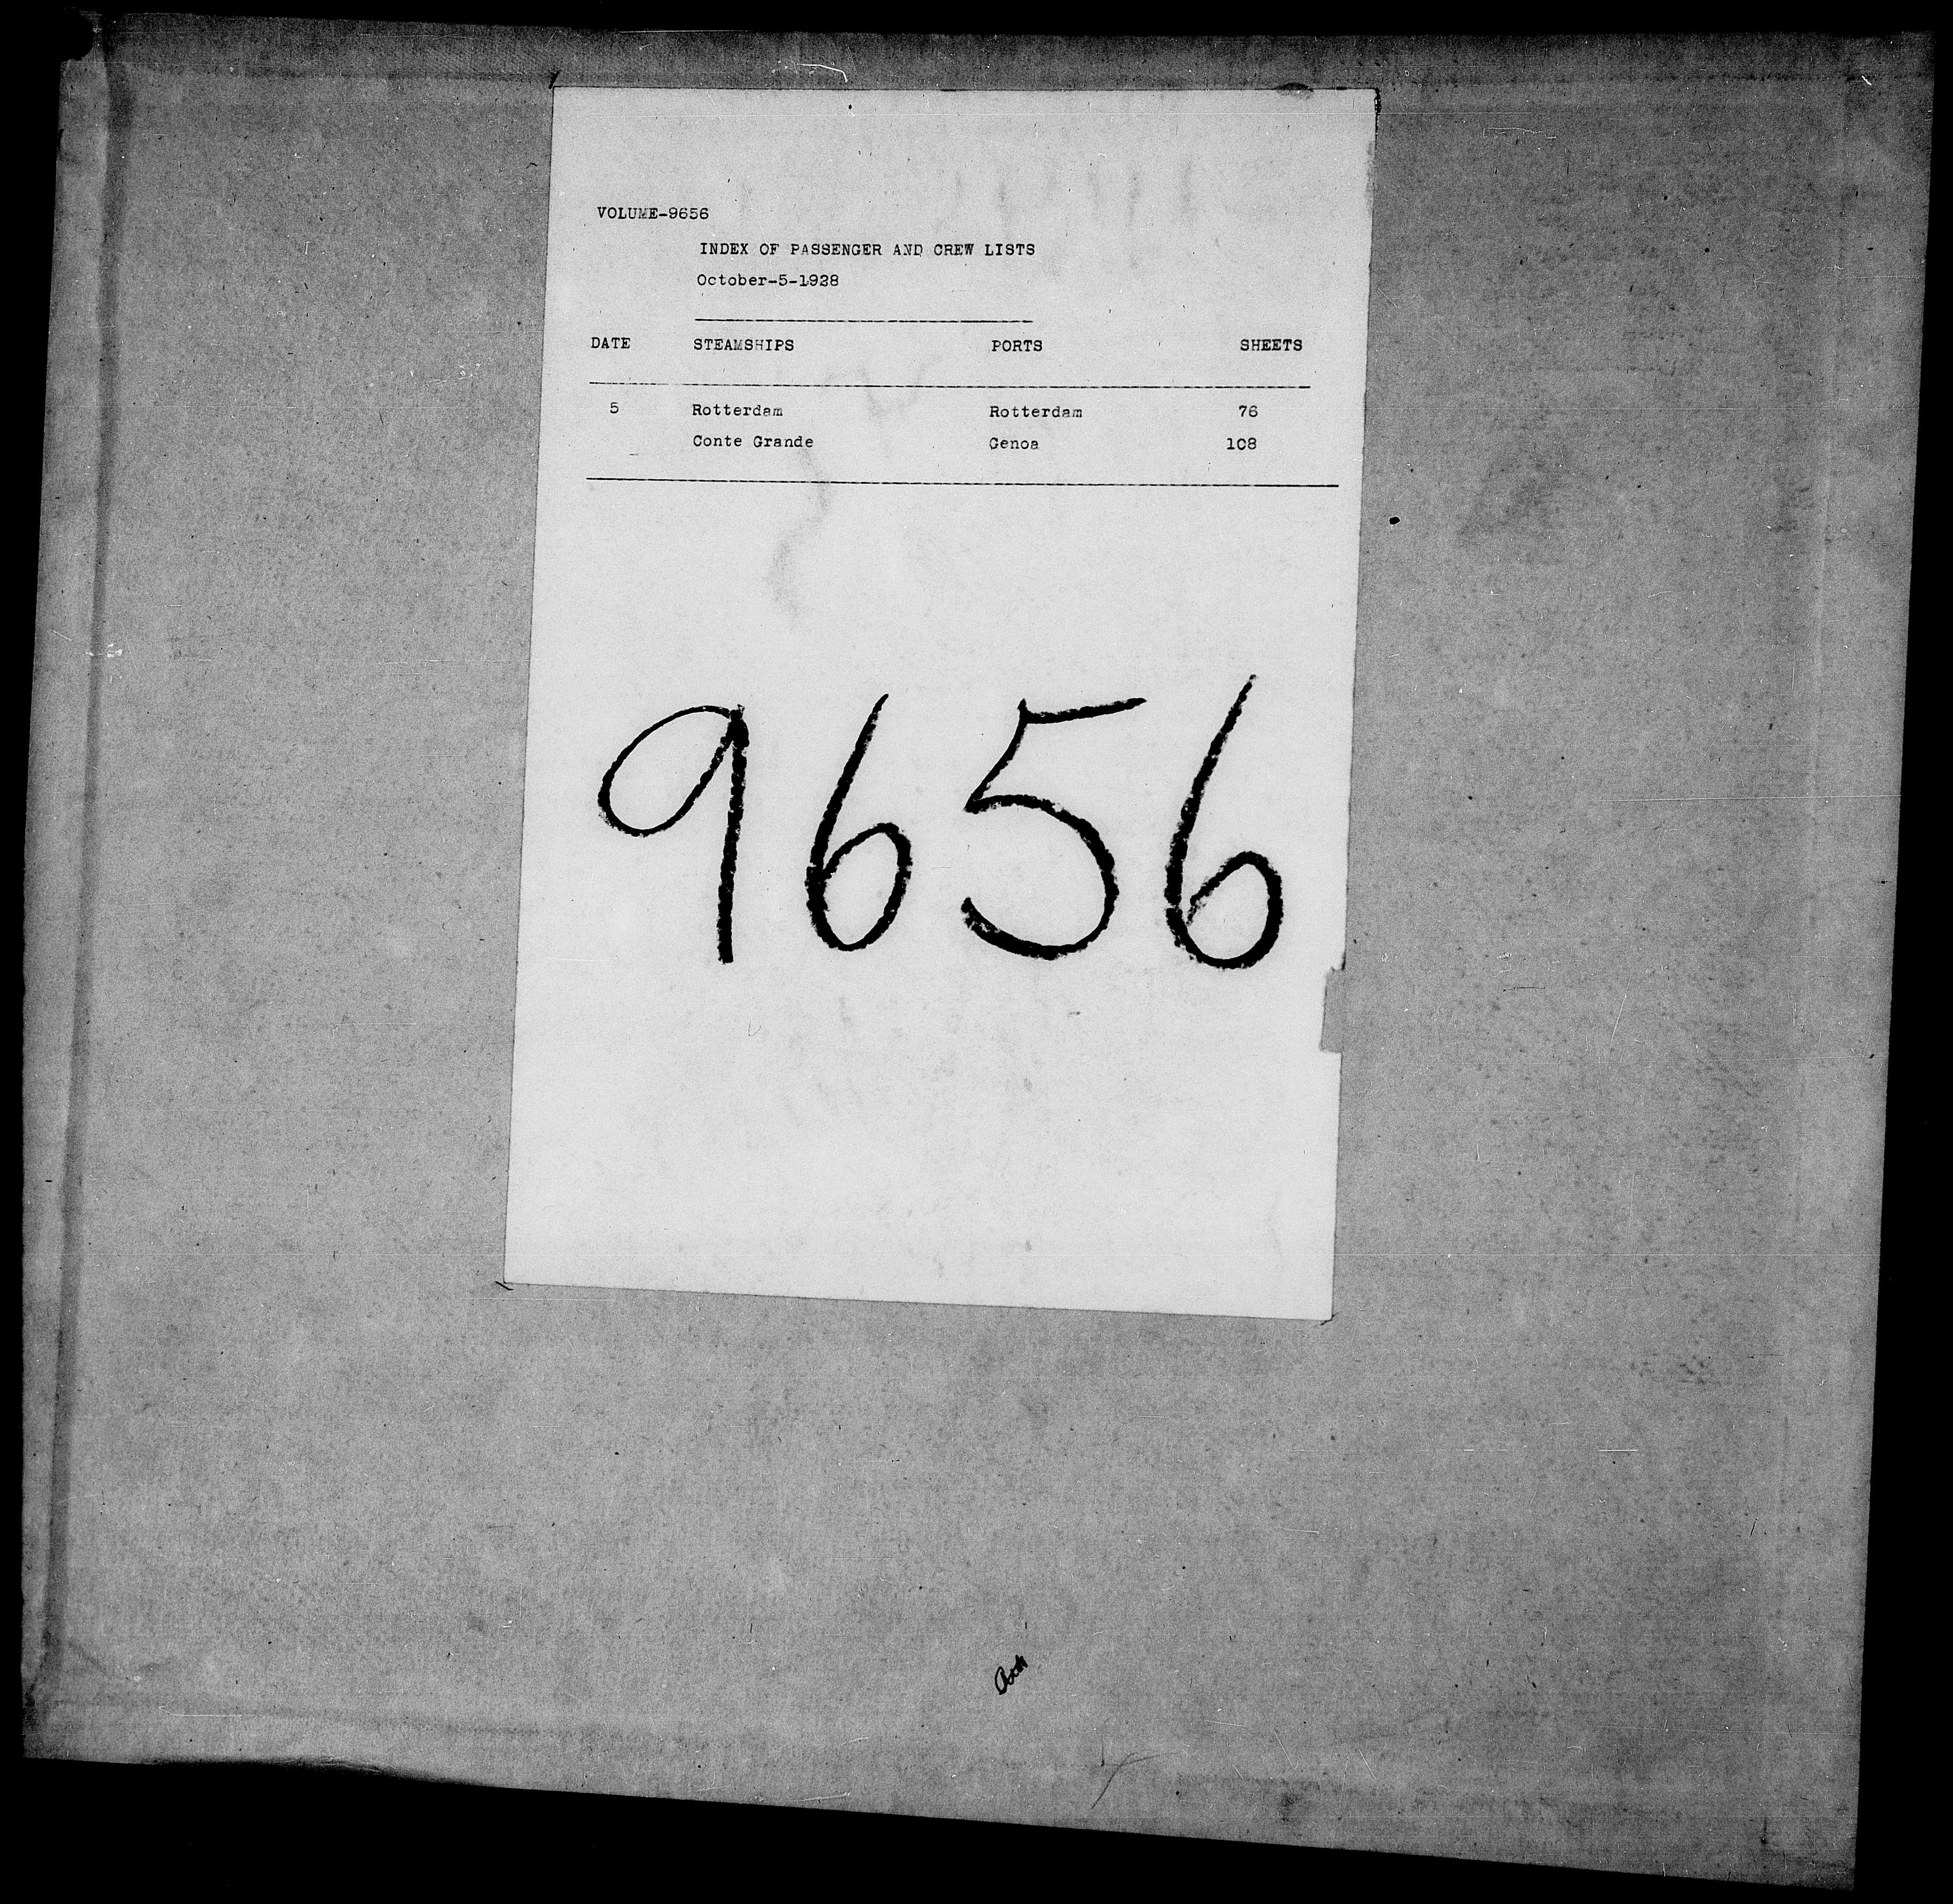 VOLUME-9656
INDEX OF PASSENGER AND CREW LISTS
October-5-1928
DATE STEAMSHIPS PORTS SHEETS
5 Rotterdam Rotterdam 76
Conte Grande Genoa 108
9656